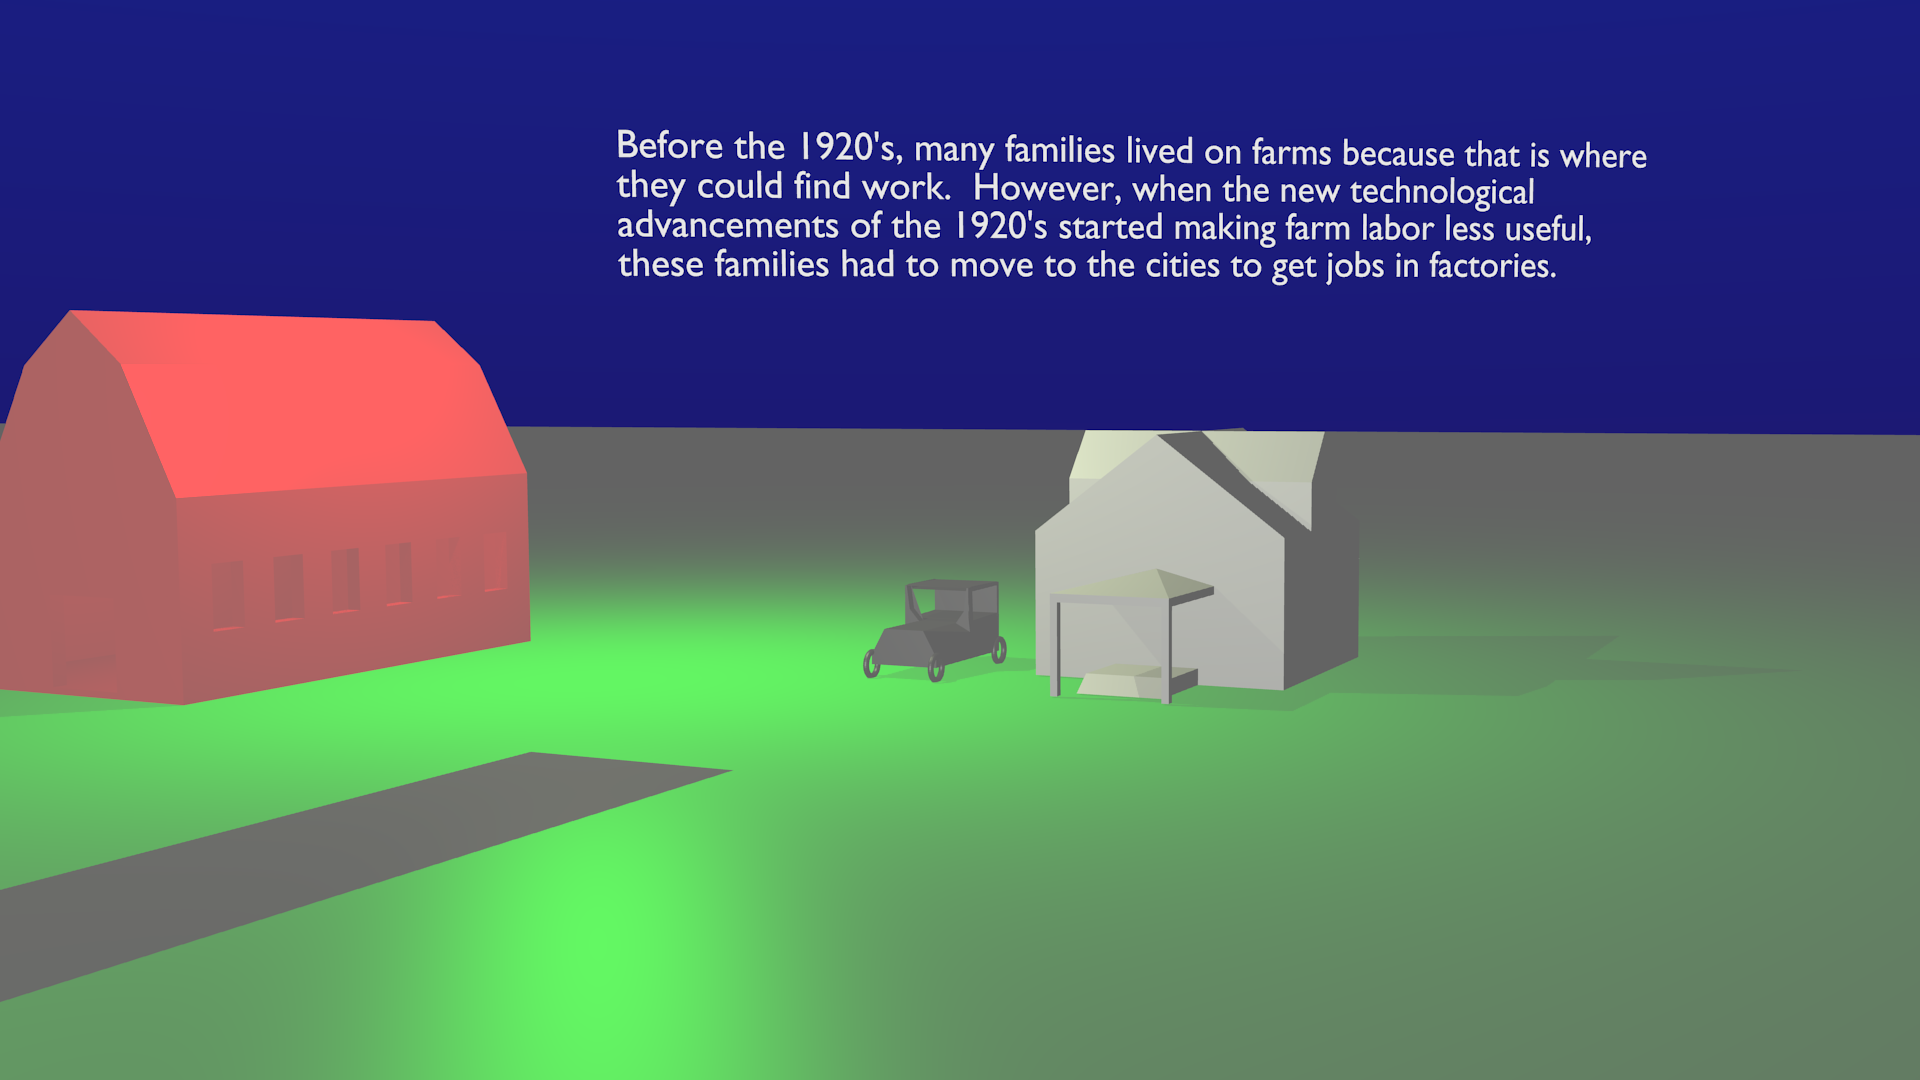 Before the 1920's, many families lived on farms because that is where
they could find work.  However, when the new technological
advancements of the 1920's started making farm labor less useful,
these families had to move to the cities to get jobs in factories.